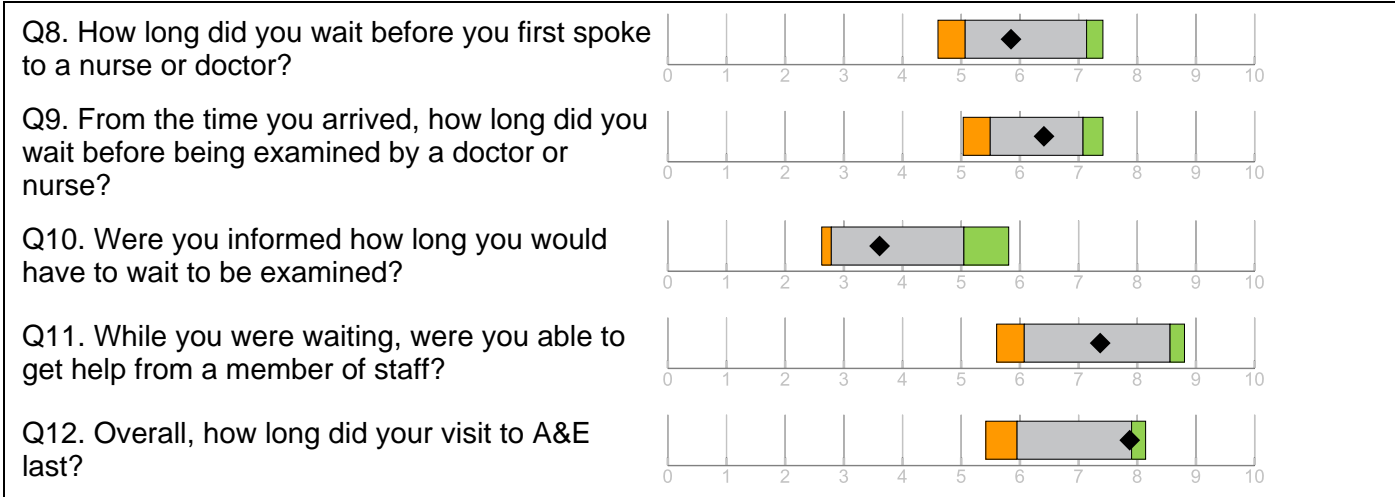 Q8. How long did you wait before you first spoke
to a nurse or doctor?
0 1 2 3 4 5 6 7 8 9 10
Q9. From the time you arrived, how long did you
wait before being examined by a doctor or
nurse?
0 1 2 3 4 5 6 7 8 9 10
Q10. Were you informed how long you would
have to wait to be examined?
0 1 2 3 4 5 6 7 8 9 10
Q11. While you were waiting, were you able to
get help from a member of staff?
0 1 2 3 4 5 6 7 8 9 10
Q12. Overall, how long did your visit to A&E
last?
0 1 2 3 4 5 6 7 8 9 10